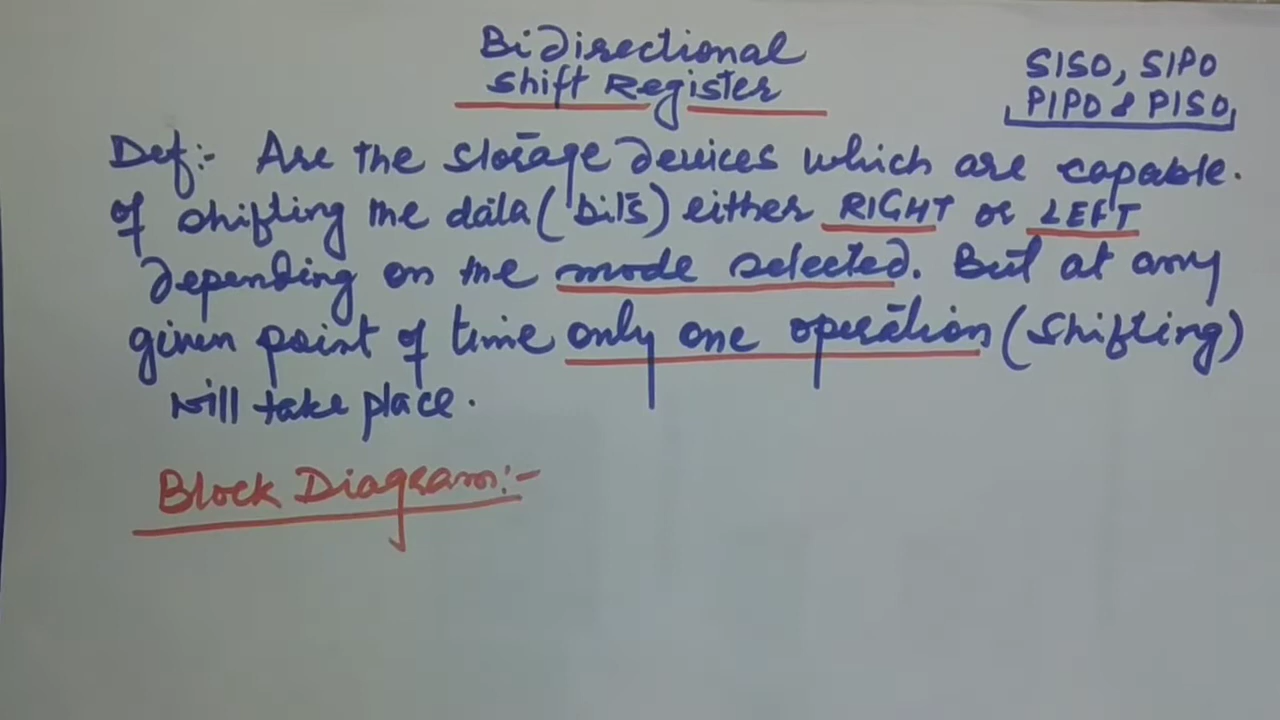 Bidirectional
Shift Register
SISO, SIPO
PIPO & PISO,
Def:- Are the storage devices which are capable.
of shifting the data (bits) either RIGHT or LEFT
depending on the mode selected. But at any
given point of time only one operation (shifting)
will take place.
Block Diagram:-